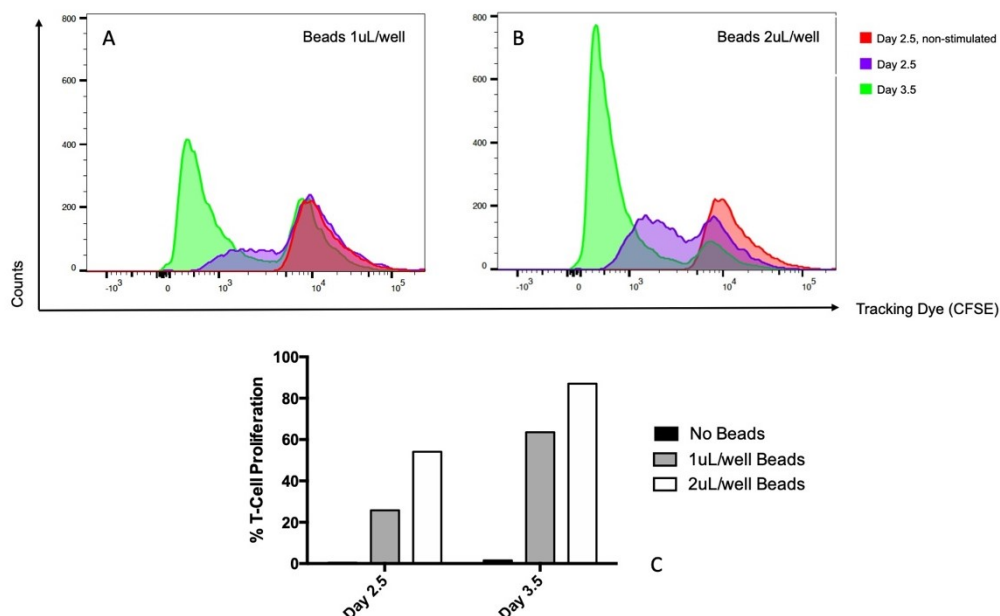 A
Beads 1uL/well
800
600
400
200
0
-10³ 0 10³ 10⁴ 10⁵
B
Beads 2uL/well
800
600
400
200
0
-10³ 0 10³ 10⁴ 10⁵
Day 2.5, non-stimulated
Day 2.5
Day 3.5
Counts
Tracking Dye (CFSE)
% T-Cell Proliferation
100
80
60
40
20
0
Day 2.5
Day 3.5
No Beads
1uL/well Beads
2uL/well Beads
C